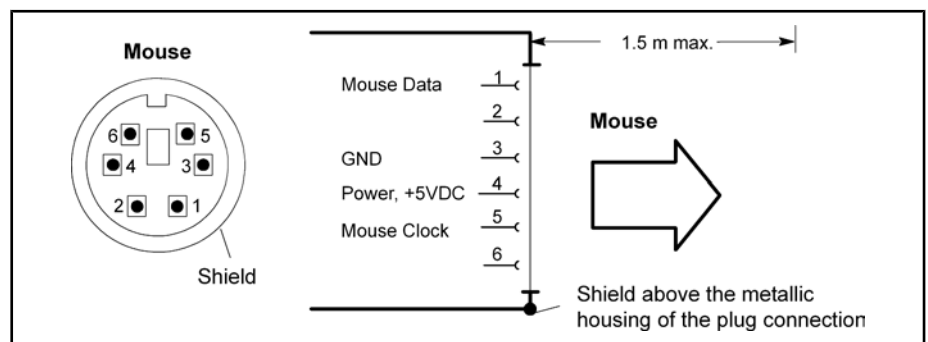 Mouse
6
5
4
3
2
1
Shield
1.5 m max.
Mouse Data 1
2
GND 3
Power, +5VDC 4
Mouse Clock 5
6
Mouse
Shield above the metallic
housing of the plug connection